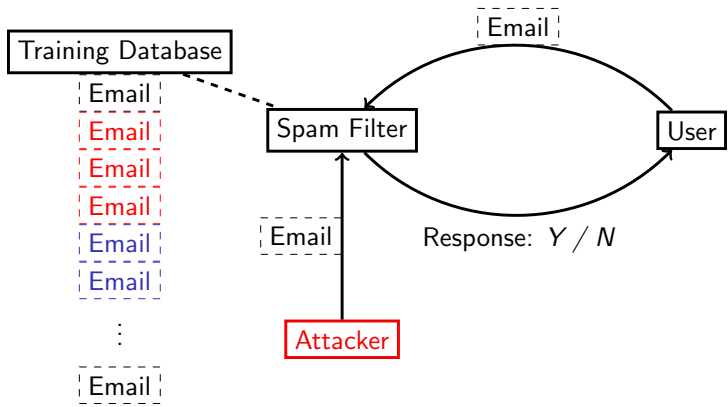 Email
Training Database
Email
Email
Email
Email
Email
Email
Email
Spam Filter
User
Email
Response: Y / N
Attacker